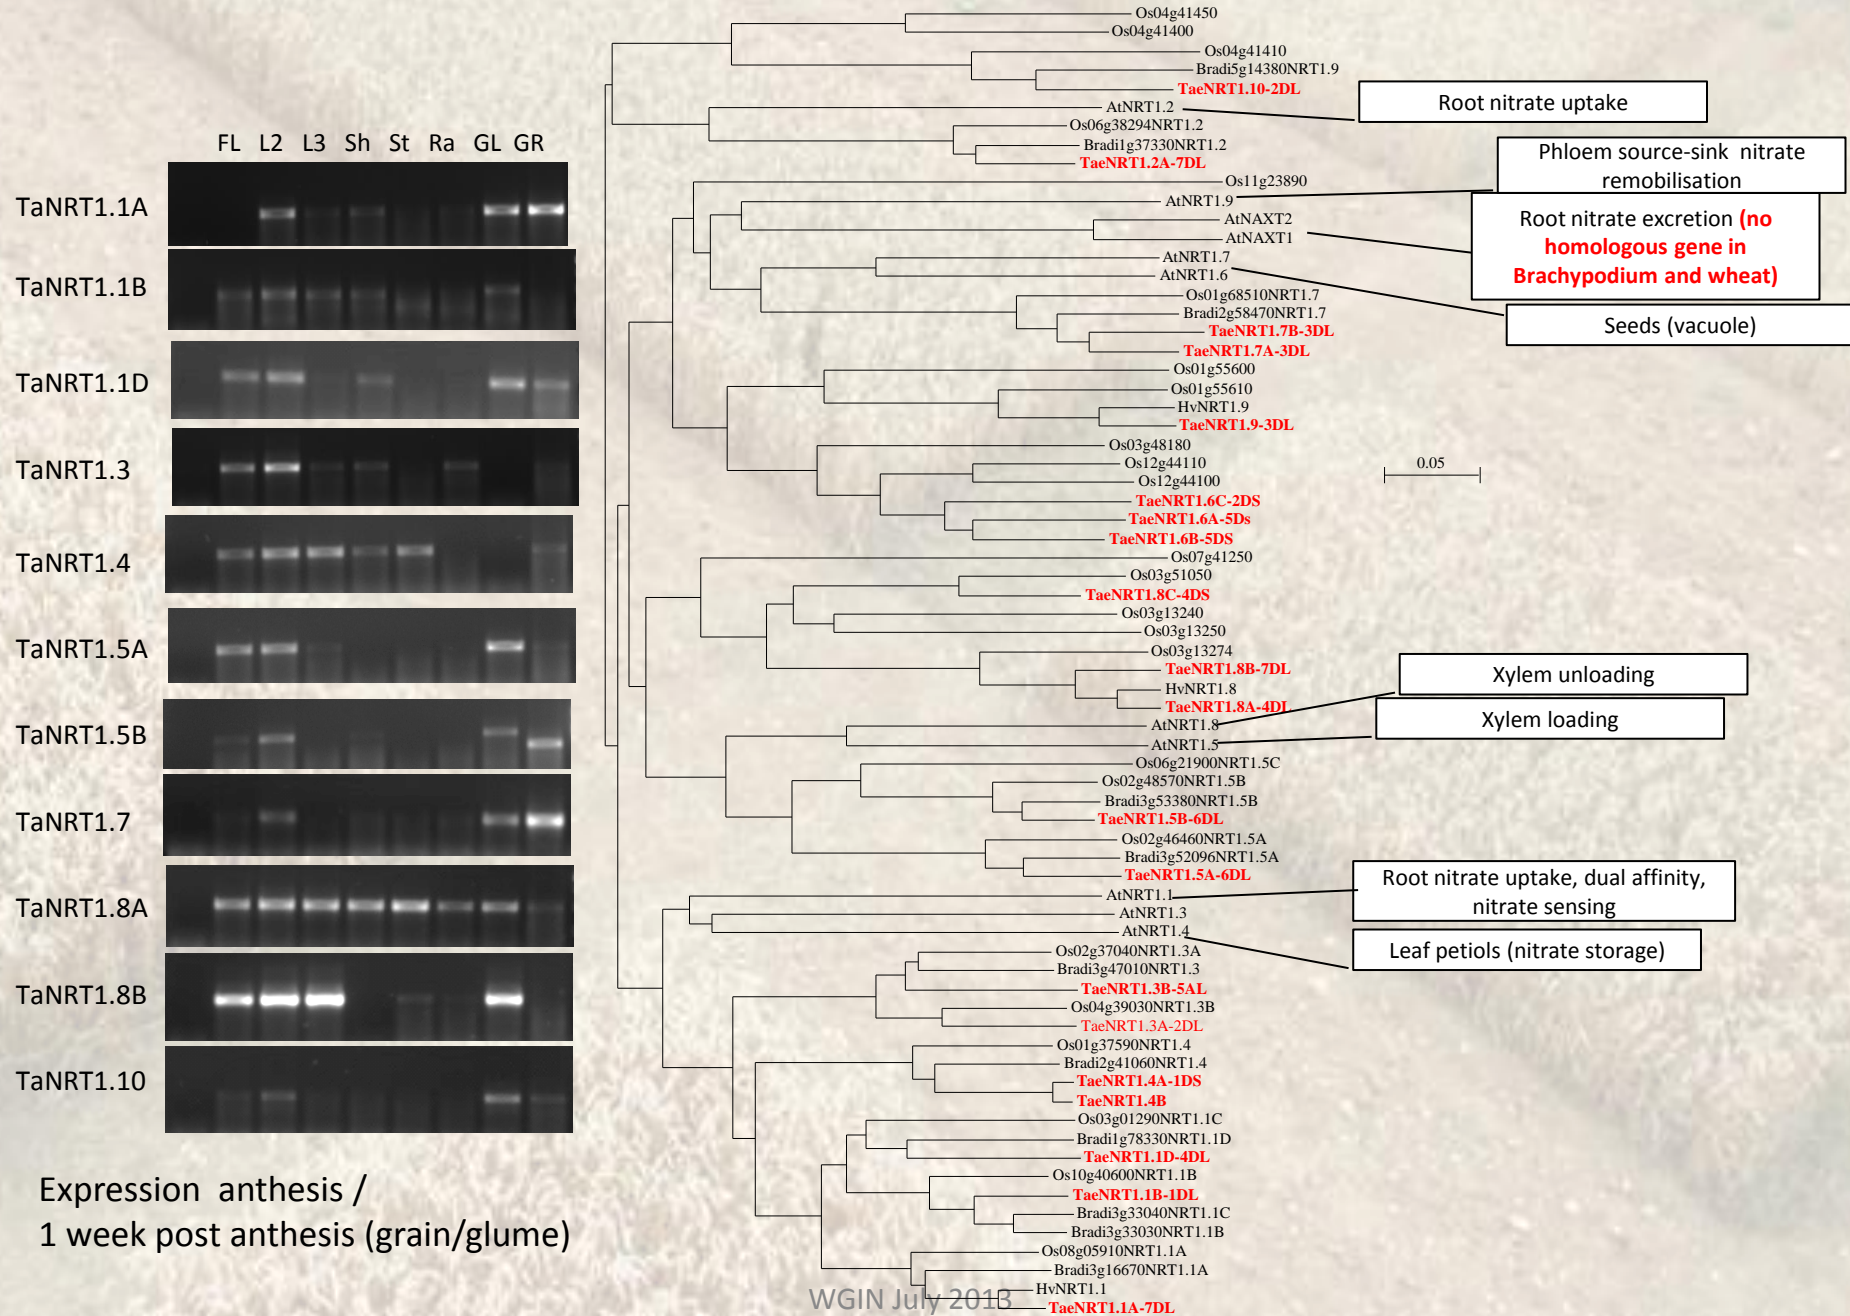 FL L2 L3 Sh St Ra GL GR
TaNRT1.1A
TaNRT1.1B
TaNRT1.1D
TaNRT1.3
TaNRT1.4
TaNRT1.5A
TaNRT1.5B
TaNRT1.7
TaNRT1.8A
TaNRT1.8B
TaNRT1.10
Expression anthesis /
1 week post anthesis (grain/glume)
Os04g41450
Os04g41400
Os04g41410
Bradi5g14380NRT1.9
TaeNRT1.10-2DL
AtNRT1.2
Os06g38294NRT1.2
Bradi1g37330NRT1.2
TaeNRT1.2A-7DL
Os11g23890
AtNRT1.9
AtNAXT2
AtNAXT1
AtNRT1.7
AtNRT1.6
Os01g68510NRT1.7
Bradi2g58470NRT1.7
TaeNRT1.7B-3DL
TaeNRT1.7A-3DL
Os01g55600
Os01g55610
HvNRT1.9
TaeNRT1.9-3DL
Os03g48180
Os12g44110
Os12g44100
TaeNRT1.6C-2DS
TaeNRT1.6A-5Ds
TaeNRT1.6B-5DS
Os07g41250
Os03g51050
TaeNRT1.8C-4DS
Os03g13240
Os03g13250
Os03g13274
TaeNRT1.8B-7DL
HvNRT1.8
TaeNRT1.8A-4DL
AtNRT1.8
AtNRT1.5
Os06g21900NRT1.5C
Os02g48570NRT1.5B
Bradi3g53380NRT1.5B
TaeNRT1.5B-6DL
Os02g46460NRT1.5A
Bradi3g52096NRT1.5A
TaeNRT1.5A-6DL
AtNRT1.1
AtNRT1.3
AtNRT1.4
Os02g37040NRT1.3A
Bradi3g47010NRT1.3
TaeNRT1.3B-5AL
Os04g39030NRT1.3B
TaeNRT1.3A-2DL
Os01g37590NRT1.4
Bradi2g41060NRT1.4
TaeNRT1.4A-1DS
TaeNRT1.4B
Os03g01290NRT1.1C
Bradi1g78330NRT1.1D
TaeNRT1.1D-4DL
Os10g40600NRT1.1B
TaeNRT1.1B-1DL
Bradi3g33040NRT1.1C
Bradi3g33030NRT1.1B
Os08g05910NRT1.1A
Bradi3g16670NRT1.1A
HvNRT1.1
TaeNRT1.1A-7DL
0.05
Root nitrate uptake
Phloem source-sink nitrate
remobilisation
Root nitrate excretion (no
homologous gene in
Brachypodium and wheat)
Seeds (vacuole)
Xylem unloading
Xylem loading
Root nitrate uptake, dual affinity,
nitrate sensing
Leaf petiols (nitrate storage)
WGIN July 2013